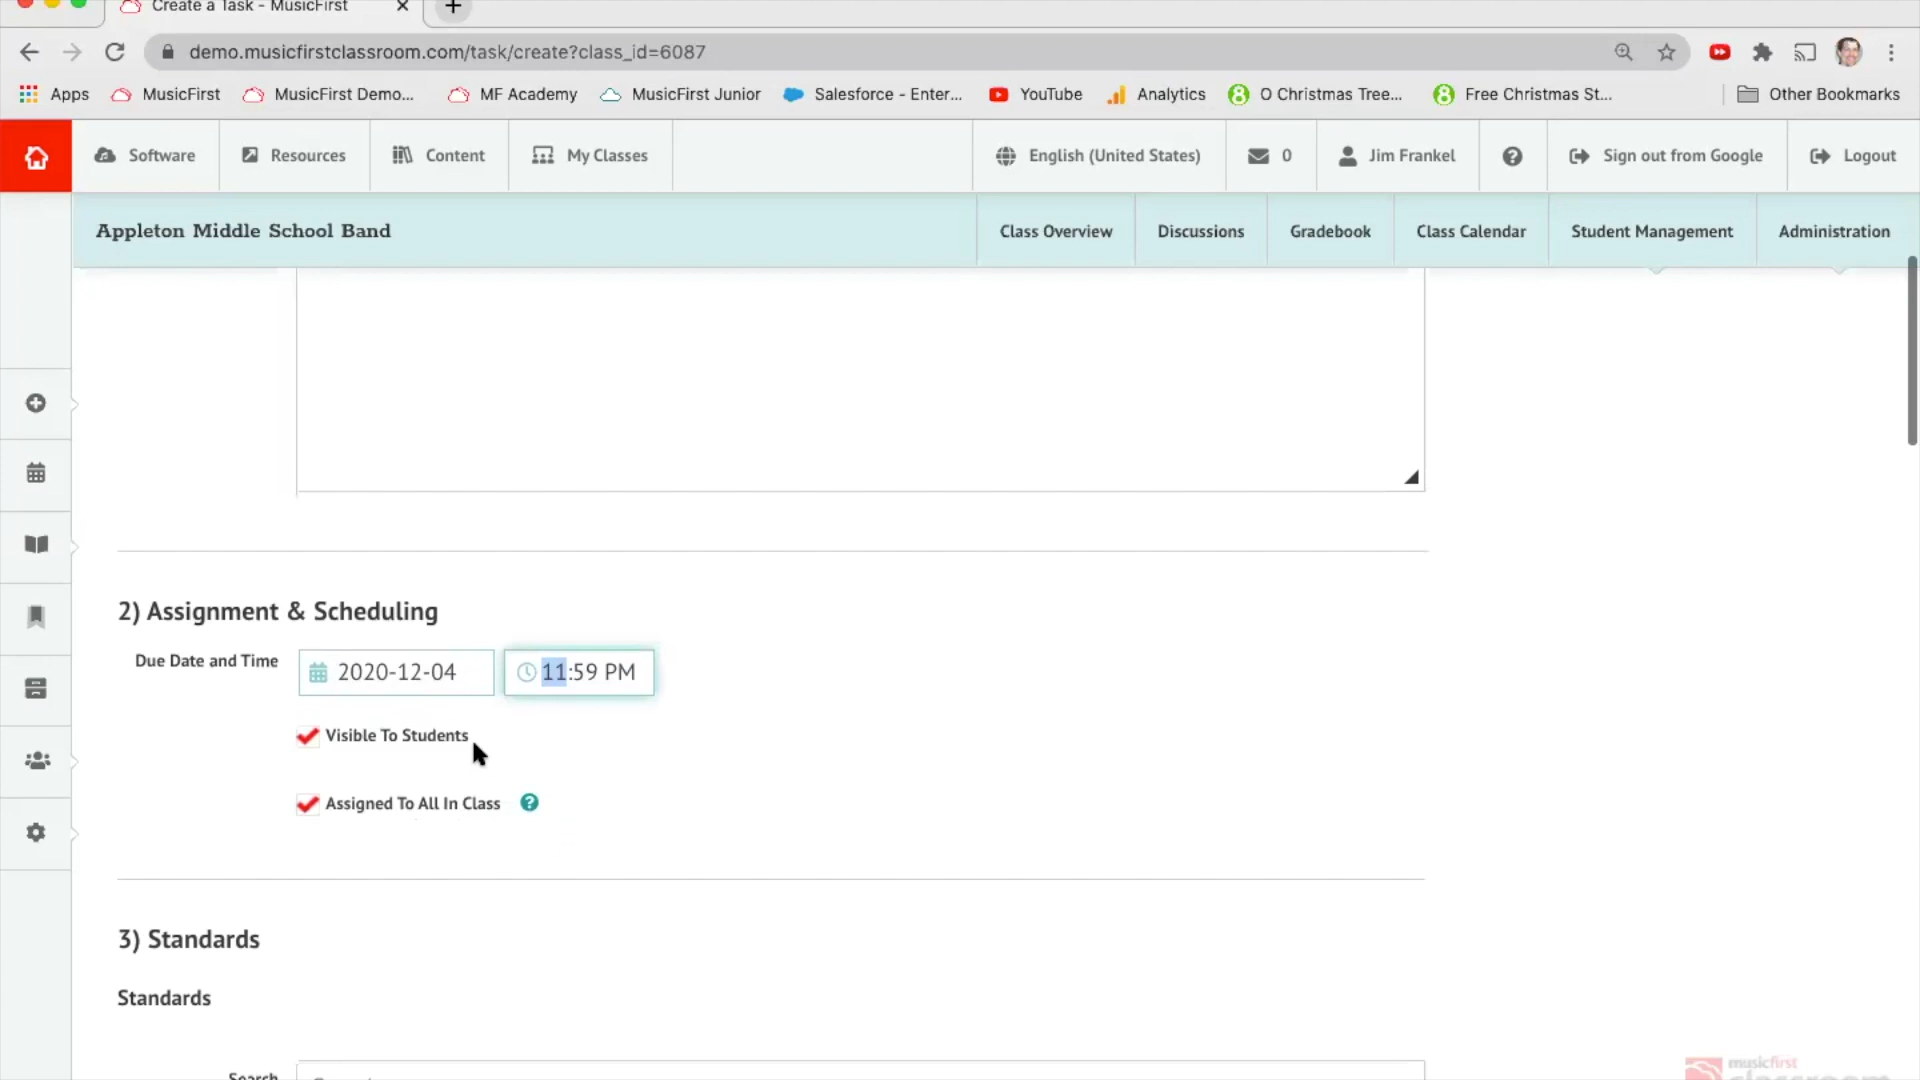 Create a Task - MusicFirst
demo.musicfirstclassroom.com/task/create?class_id=6087
Apps MusicFirst MusicFirst Demo... MF Academy MusicFirst Junior Salesforce - Enter... YouTube Analytics O Christmas Tree... Free Christmas St... Other Bookmarks
Software Resources Content My Classes English (United States) 0 Jim Frankel Sign out from Google Logout
Appleton Middle School Band Class Overview Discussions Gradebook Class Calendar Student Management Administration
2) Assignment & Scheduling
Due Date and Time 2020-12-04 11:59 PM
Visible To Students
Assigned To All In Class
3) Standards
Standards
Search
musicfirst
classroom